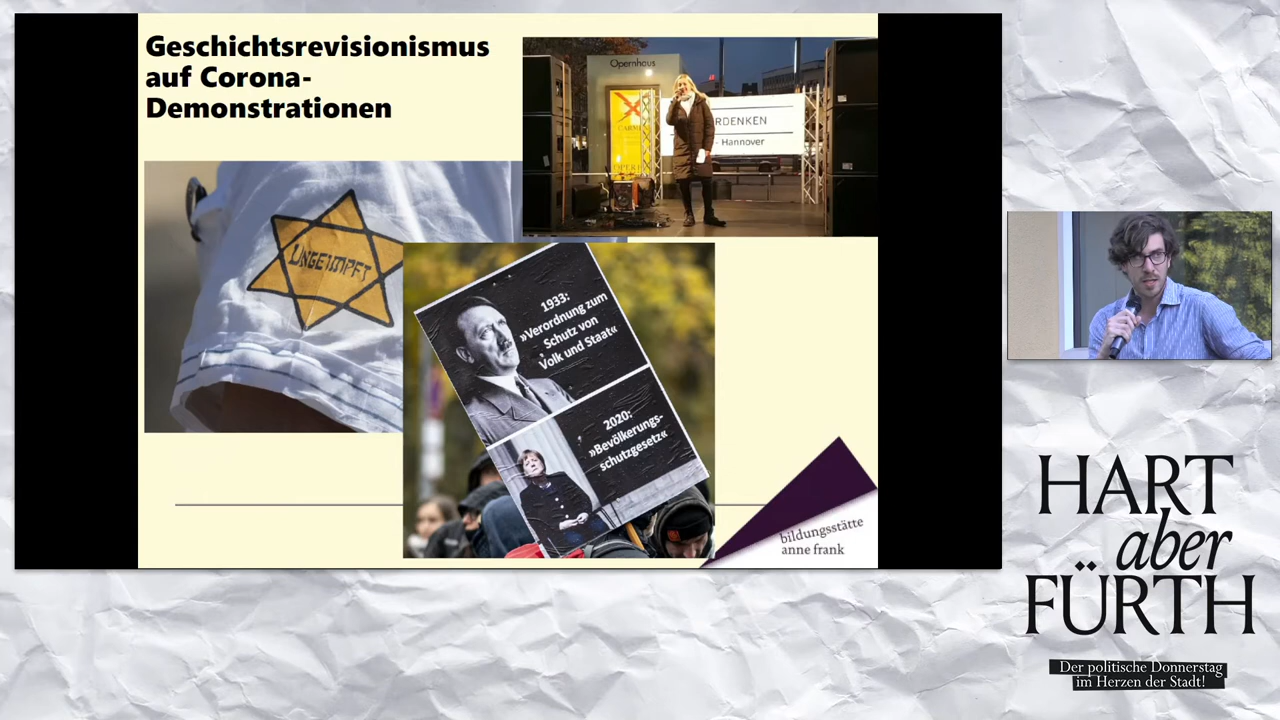 Geschichtsrevisionismus
auf Corona-
Demonstrationen
Opernhaus
CARMEN
RDENKEN
- Hannover
UNGEIMPFT
1933:
»Verordnung zum
Schutz von
Volk und Staat«
2020:
»Bevölkerungs-
schutzgesetz«
bildungsstätte
anne frank
HART
aber
FÜRTH
Der politische Donnerstag
im Herzen der Stadt!